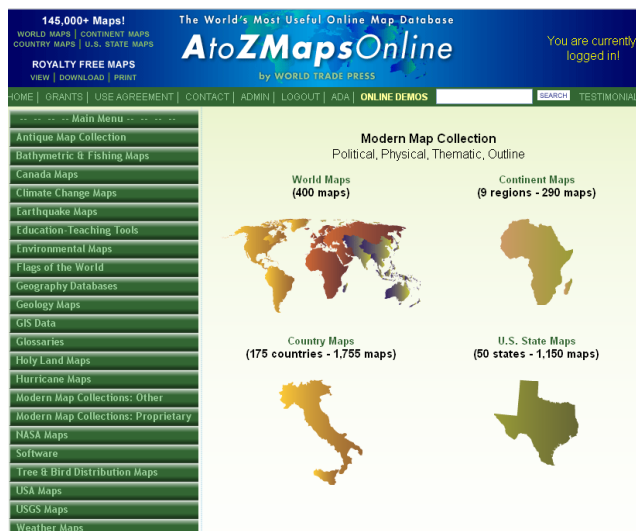 145,000+ Maps!
WORLD MAPS | CONTINENT MAPS
COUNTRY MAPS | U.S. STATE MAPS
ROYALTY FREE MAPS
VIEW | DOWNLOAD | PRINT
The World's Most Useful Online Map Database
AtoZMapsOnline
by WORLD TRADE PRESS
You are currently
logged in!
HOME | GRANTS | USE AGREEMENT | CONTACT | ADMIN | LOGOUT | ADA | ONLINE DEMOS SEARCH TESTIMONIAL
-- -- -- -- Main Menu -- -- -- --
Antique Map Collection
Bathymetric & Fishing Maps
Canada Maps
Climate Change Maps
Earthquake Maps
Education-Teaching Tools
Environmental Maps
Flags of the World
Geography Databases
Geology Maps
GIS Data
Glossaries
Holy Land Maps
Hurricane Maps
Modern Map Collections: Other
Modern Map Collections: Proprietary
NASA Maps
Software
Tree & Bird Distribution Maps
USA Maps
USGS Maps
Weather Maps
Modern Map Collection
Political, Physical, Thematic, Outline
World Maps
(400 maps)
Continent Maps
(9 regions - 290 maps)
Country Maps
(175 countries - 1,755 maps)
U.S. State Maps
(50 states - 1,150 maps)